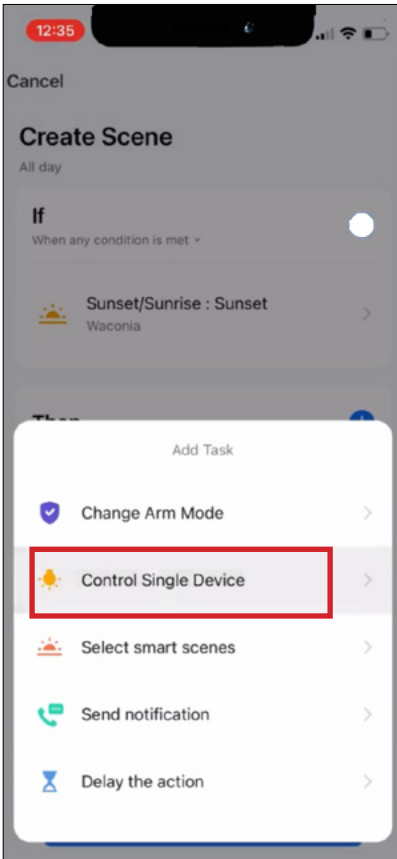 12:35
Cancel
Create Scene
All day
If
When any condition is met
Sunset/Sunrise : Sunset
Waconia
Then
Add Task
Change Arm Mode
Control Single Device
Select smart scenes
Send notification
Delay the action